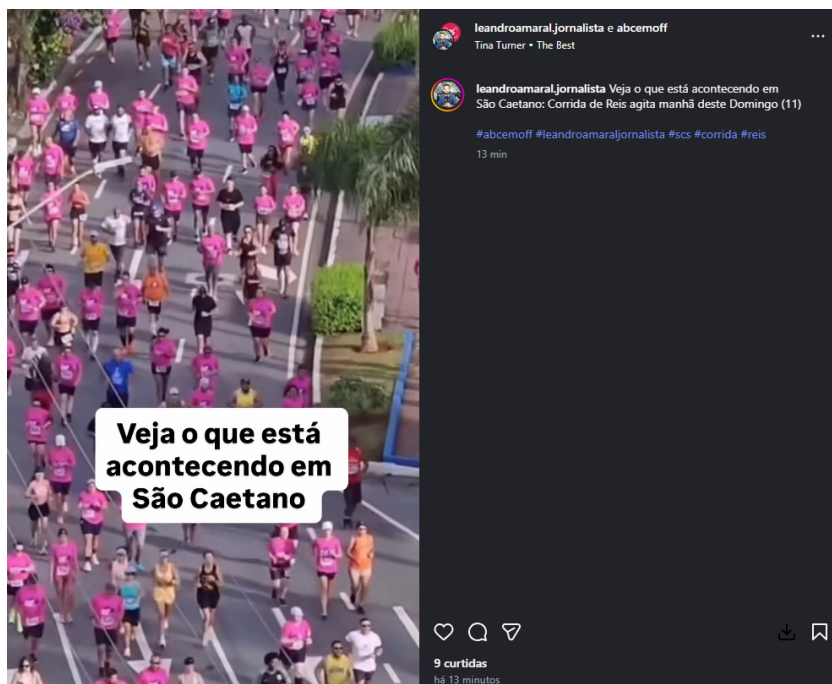 Veja o que está
acontecendo em
São Caetano
leandroamaral.jornalista e abcemoff
Tina Turner • The Best
leandroamaral.jornalista Veja o que está acontecendo em
São Caetano: Corrida de Reis agita manhã deste Domingo (11)
#abcemoff #leandroamaraljornalista #scs #corrida #reis
13 min
9 curtidas
há 13 minutos